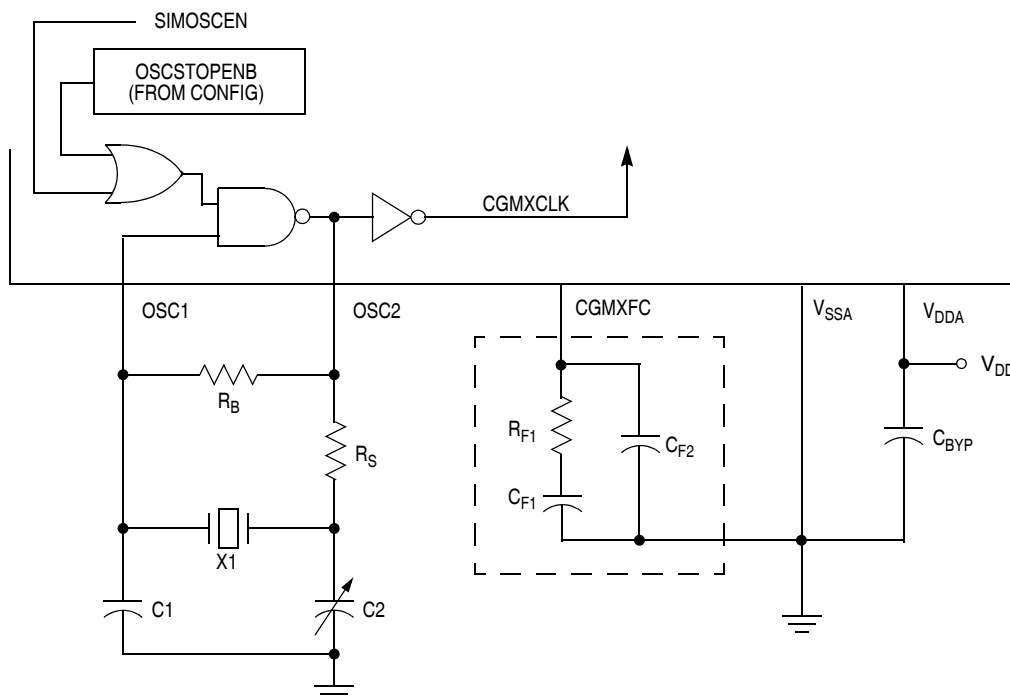 SIMOSCEN
OSCSTOPENB
(FROM CONFIG)
CGMXCLK
OSC1
OSC2
CGMXFC
VSSA
VDDA
VDD
RB
RS
RF1
CF2
CBYP
CF1
X1
C1
C2